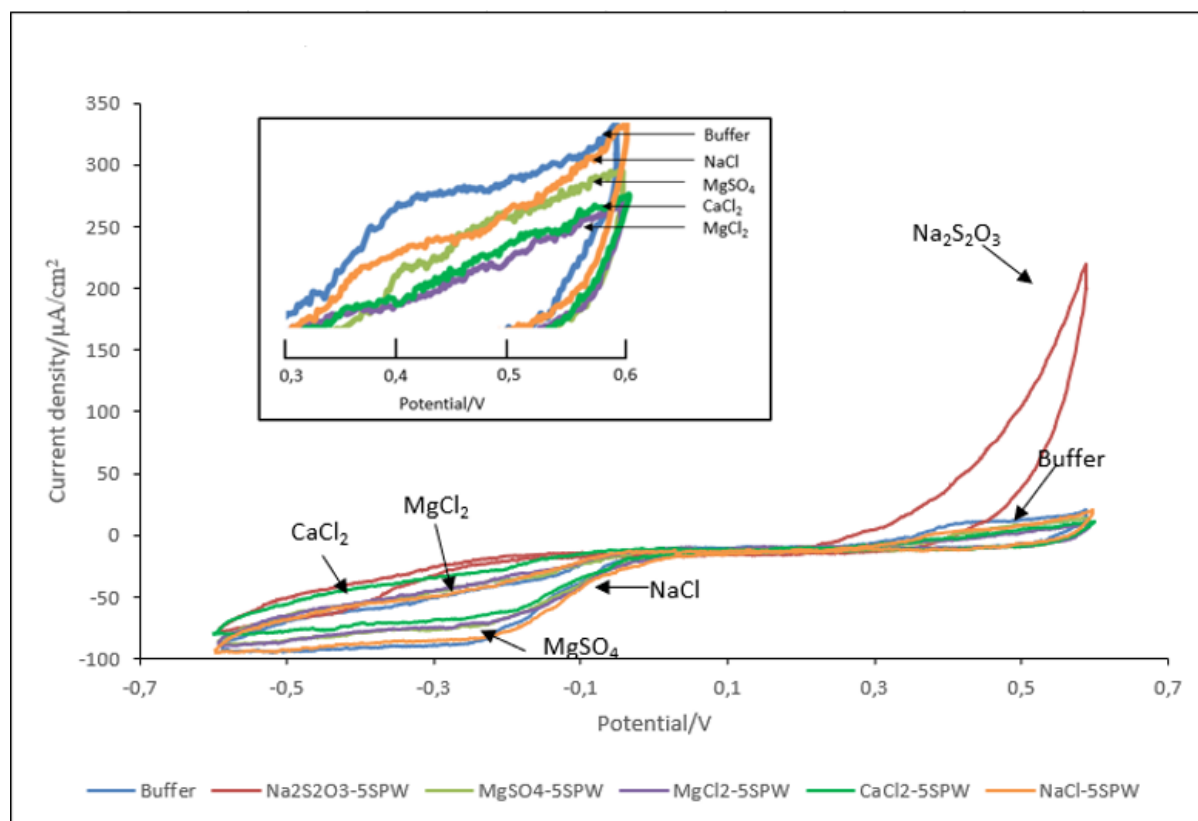 350
300
250
200
150
100
50
0
-50
-100
Current density/µA/cm²
-0,7
-0,5
-0,3
-0,1
0,1
0,3
0,5
0,7
Potential/V
Buffer
NaCl
MgSO₄
CaCl₂
MgCl₂
0,3
0,4
0,5
0,6
Potential/V
Na₂S₂O₃
Buffer
MgCl₂
CaCl₂
NaCl
MgSO₄
Buffer Na2S2O3-5SPW MgSO4-5SPW MgCl2-5SPW CaCl2-5SPW NaCl-5SPW